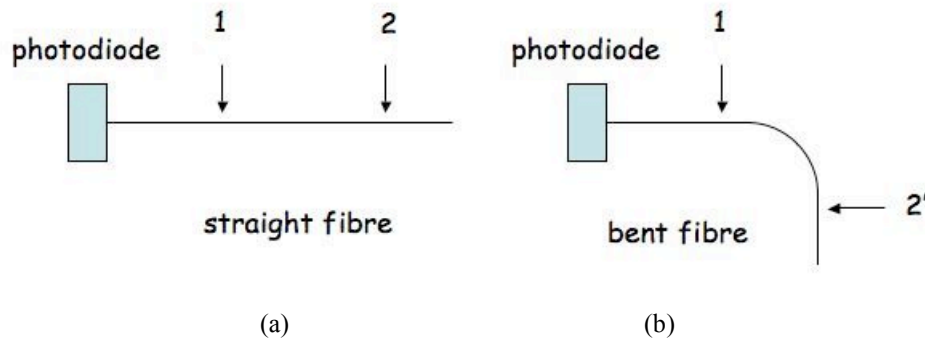 1 2
photodiode
straight fibre
(a)
1
photodiode
2'
bent fibre
(b)